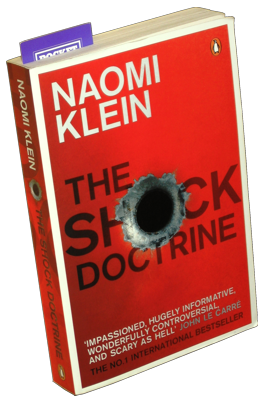 POCKET
NAOMI
KLEIN
THE
SHOCK
DOCTRINE
'IMPASSIONED, HUGELY INFORMATIVE,
WONDERFULLY CONTROVERSIAL
AND SCARY AS HELL' JOHN LE CARRÉ
THE NO.1 INTERNATIONAL BESTSELLER
NAOMI KLEIN
THE SHOCK DOCTRINE